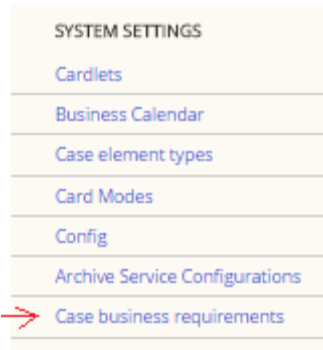 SYSTEM SETTINGS
Cardlets
Business Calendar
Case element types
Card Modes
Config
Archive Service Configurations
Case business requirements